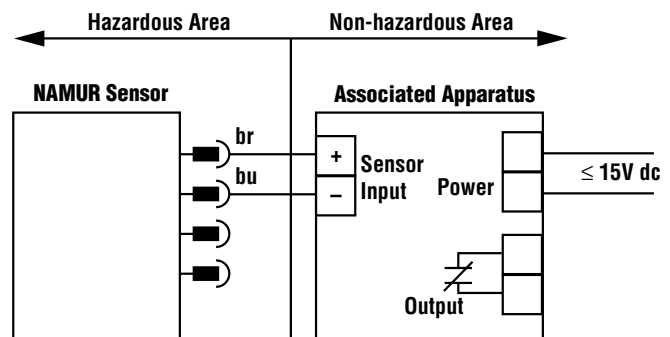 Hazardous Area
Non-hazardous Area
NAMUR Sensor
Associated Apparatus
br
+
Sensor
Input
bu
–
Power
≤ 15V dc
Output